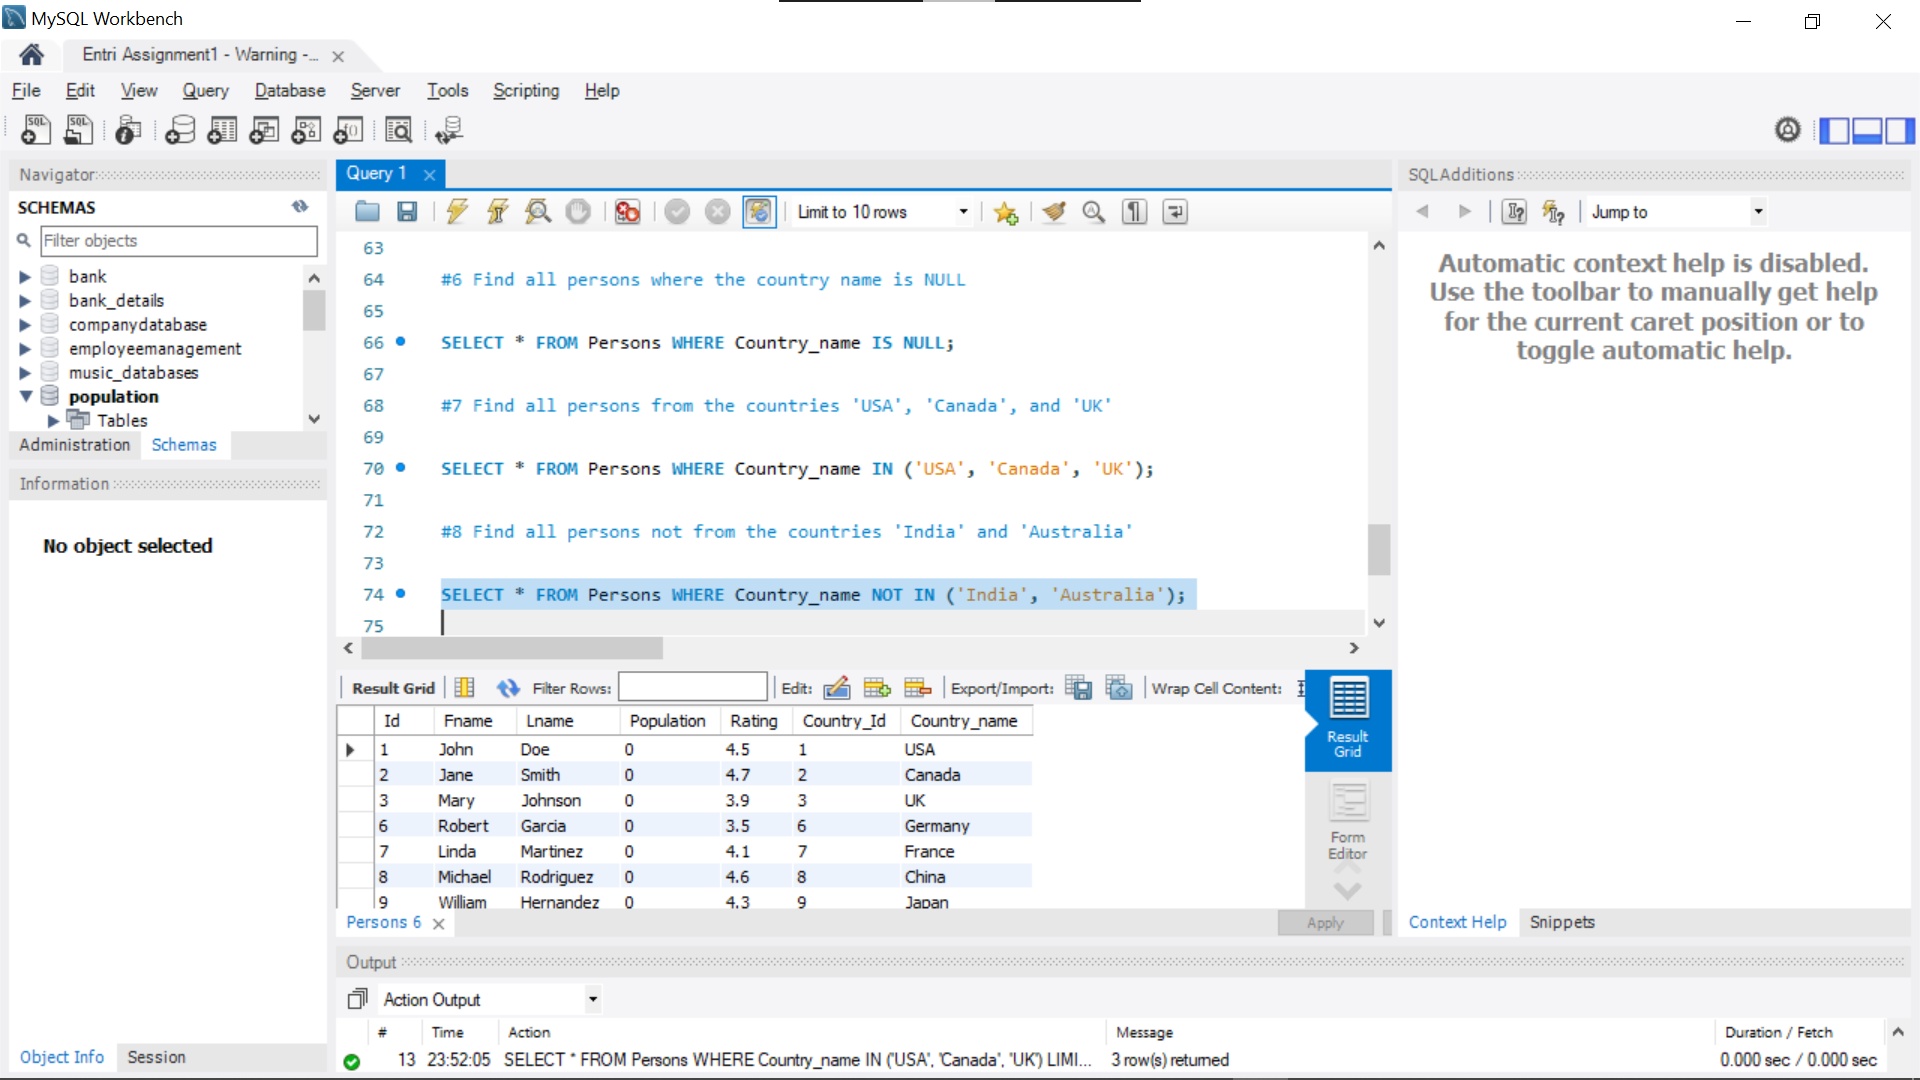 MySQL Workbench
Entri Assignment1 - Warning -...
File Edit View Query Database Server Tools Scripting Help
Navigator
SCHEMAS
Filter objects
bank
bank_details
companydatabase
employeemanagement
music_databases
population
Tables
Administration Schemas
Information
No object selected
Object Info Session
Query 1
Limit to 10 rows
63
64 #6 Find all persons where the country name is NULL
65
66 SELECT * FROM Persons WHERE Country_name IS NULL;
67
68 #7 Find all persons from the countries 'USA', 'Canada', and 'UK'
69
70 SELECT * FROM Persons WHERE Country_name IN ('USA', 'Canada', 'UK');
71
72 #8 Find all persons not from the countries 'India' and 'Australia'
73
74 SELECT * FROM Persons WHERE Country_name NOT IN ('India', 'Australia');
75
Result Grid Filter Rows: Edit: Export/Import: Wrap Cell Content:
Id Fname Lname Population Rating Country_Id Country_name
1 John Doe 0 4.5 1 USA
2 Jane Smith 0 4.7 2 Canada
3 Mary Johnson 0 3.9 3 UK
6 Robert Garcia 0 3.5 6 Germany
7 Linda Martinez 0 4.1 7 France
8 Michael Rodriguez 0 4.6 8 China
9 William Hernandez 0 4.3 9 Japan
Result
Grid
Form
Editor
Persons 6
Apply
SQLAdditions
Jump to
Automatic context help is disabled.
Use the toolbar to manually get help
for the current caret position or to
toggle automatic help.
Context Help Snippets
Output
Action Output
# Time Action Message Duration / Fetch
13 23:52:05 SELECT * FROM Persons WHERE Country_name IN ('USA', 'Canada', 'UK') LIMI... 3 row(s) returned 0.000 sec / 0.000 sec